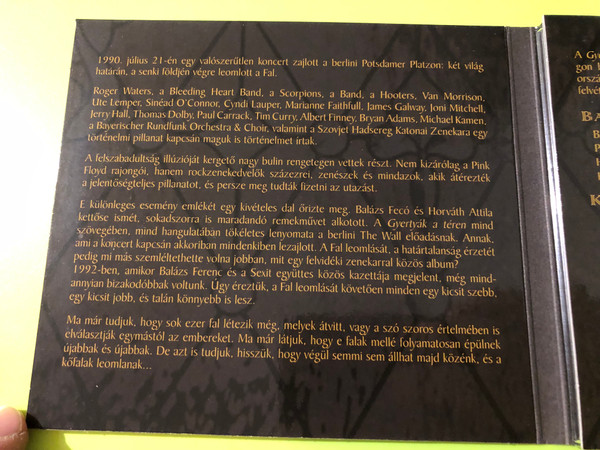 1990. július 21-én egy valószerűtlen koncert zajlott a berlini Potsdamer Platzon: két világ
határán, a senki földjén végre leomlott a Fal.
Roger Waters, a Bleeding Heart Band, a Scorpions, a Band, a Hooters, Van Morrison,
Ute Lemper, Sinéad O'Connor, Cyndi Lauper, Marianne Faithfull, James Galway, Joni Mitchell,
Jerry Hall, Thomas Dolby, Paul Carrack, Tim Curry, Albert Finney, Bryan Adams, Michael Kamen,
a Bayerischer Rundfunk Orchestra & Choir, valamint a Szovjet Hadsereg Katonai Zenekara egy
történelmi pillanat kapcsán maguk is történelmet írtak.
A felszabadultság illúzióját kergető nagy bulin rengetegen vettek részt. Nem kizárólag a Pink
Floyd rajongói, hanem rockzenekedvelők százezrei, zenészek és mindazok, akik átérezték
a jelentőségteljes pillanatot, és persze meg tudták fizetni az utazást.
E különleges esemény emlékét egy kivételes dal őrizte meg. Balázs Fecó és Horváth Attila
kettőse ismét, sokadszorra is maradandó remekművet alkotott. A Gyertyák a téren mind
szövegében, mind hangulatában tökéletes lenyomata a berlini The Wall előadásnak. Annak,
ami a koncert kapcsán akkoriban mindenkiben lezajlott. A Fal leomlását, a határtalanság érzetét
pedig mi más szemléltethette volna jobban, mit egy felvidéki zenekarral közös album?
1992-ben, amikor Balázs Ferenc és a Sexit együttes közös kazettája megjelent, még mind-
annyian bizakodóbbak voltunk. Úgy éreztük, a Fal leomlását követően minden egy kicsit szebb,
egy kicsit jobb, és talán könnyebb is lesz.
Ma már tudjuk, hogy sok ezer fal létezik még, melyek átvitt, vagy a szó szoros értelmében is
elválasztják egymástól az embereket. Ma már látjuk, hogy e falak mellé folyamatosan épülnek
újabbak és újabbak. De azt is tudjuk, hisszük, hogy végül semmi sem állhat majd közénk, és a
kőfalak leomlanak...
A Gye
gon l
orszá
felvét